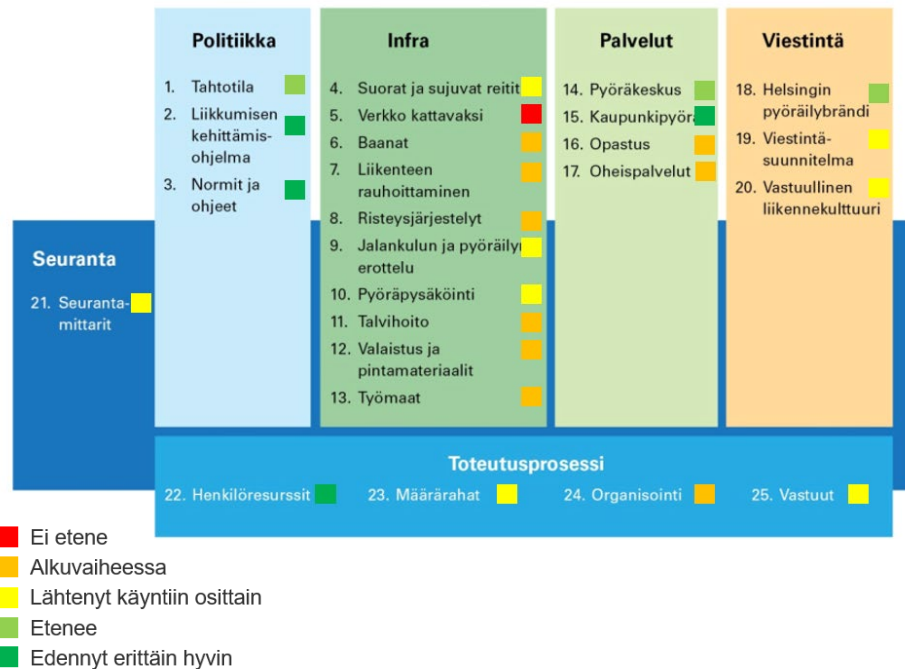 Politiikka
1. Tahtotila
2. Liikkumisen
kehittämis-
ohjelma
3. Normit ja
ohjeet
Infra
4. Suorat ja sujuvat reitit
5. Verkko kattavaksi
6. Baanat
7. Liikenteen
rauhoittaminen
8. Risteysjärjestelyt
9. Jalankulun ja pyöräily
erottelu
10. Pyöräpysäköinti
11. Talvihoito
12. Valaistus ja
pintamateriaalit
13. Työmaat
Palvelut
14. Pyöräkeskus
15. Kaupunkipyörä
16. Opastus
17. Oheispalvelut
Viestintä
18. Helsingin
pyöräilybrändi
19. Viestintä-
suunnitelma
20. Vastuullinen
liikennekulttuuri
Seuranta
21. Seuranta-
mittarit
Toteutusprosessi
22. Henkilöresurssit
23. Määrärahat
24. Organisointi
25. Vastuut
Ei etene
Alkuvaiheessa
Lähtenyt käyntiin osittain
Etenee
Edennyt erittäin hyvin